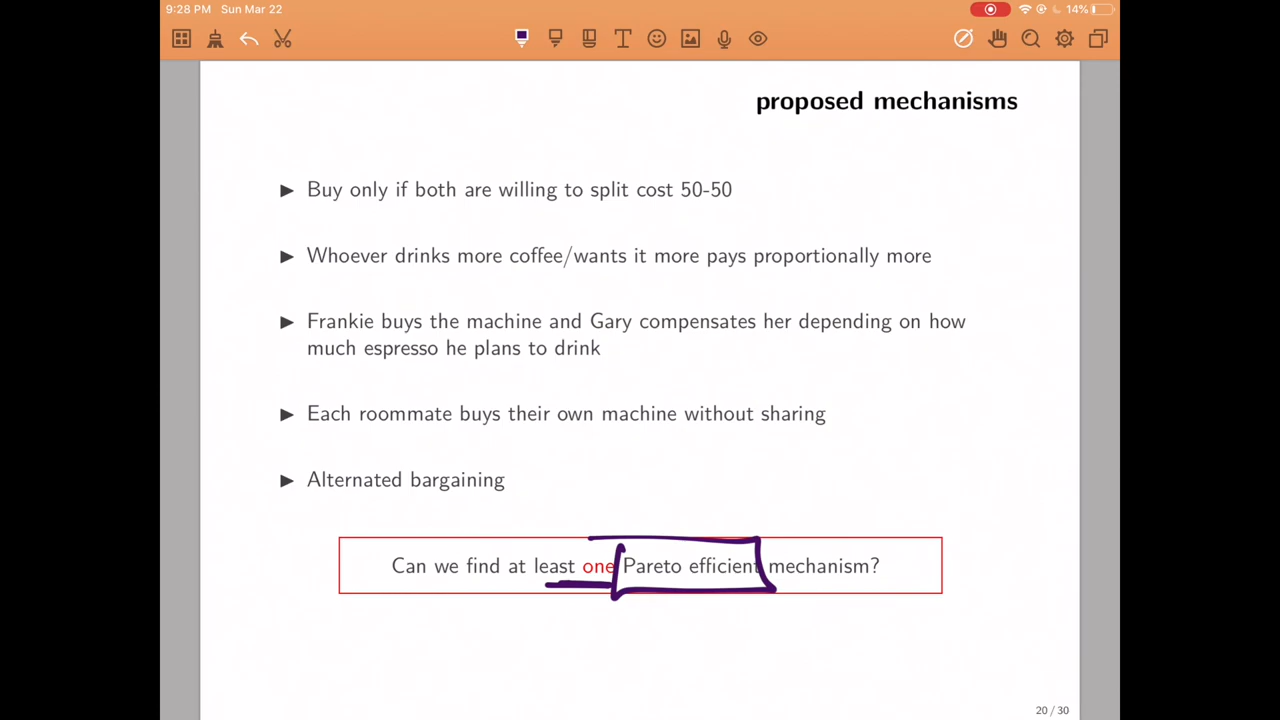 9:28 PM Sun Mar 22
14%
proposed mechanisms
▶ Buy only if both are willing to split cost 50-50
▶ Whoever drinks more coffee/wants it more pays proportionally more
▶ Frankie buys the machine and Gary compensates her depending on how
much espresso he plans to drink
▶ Each roommate buys their own machine without sharing
▶ Alternated bargaining
Can we find at least one Pareto efficient mechanism?
20 / 30